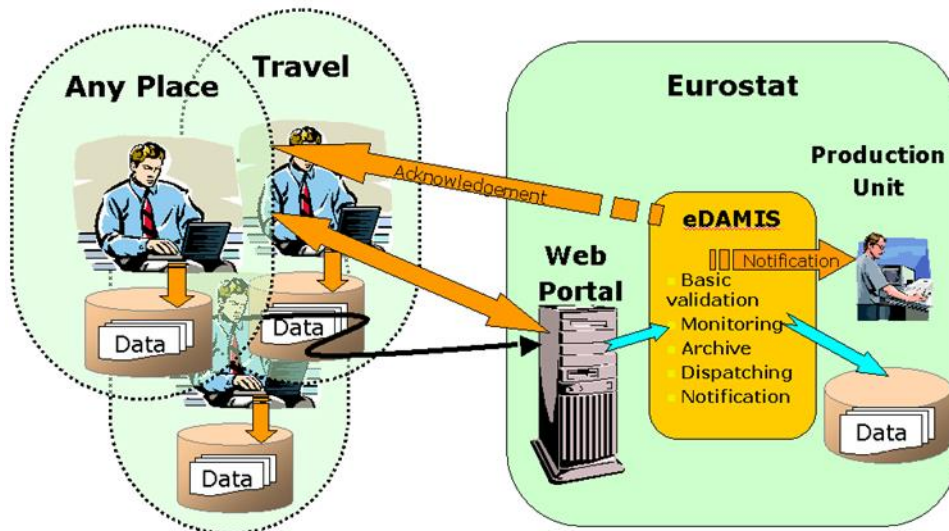 Any Place
Travel
Data
Data
Data
Acknowledgement
Eurostat
Web
Portal
eDAMIS
Notification
Basic
validation
Monitoring
Archive
Dispatching
Notification
Production
Unit
Data